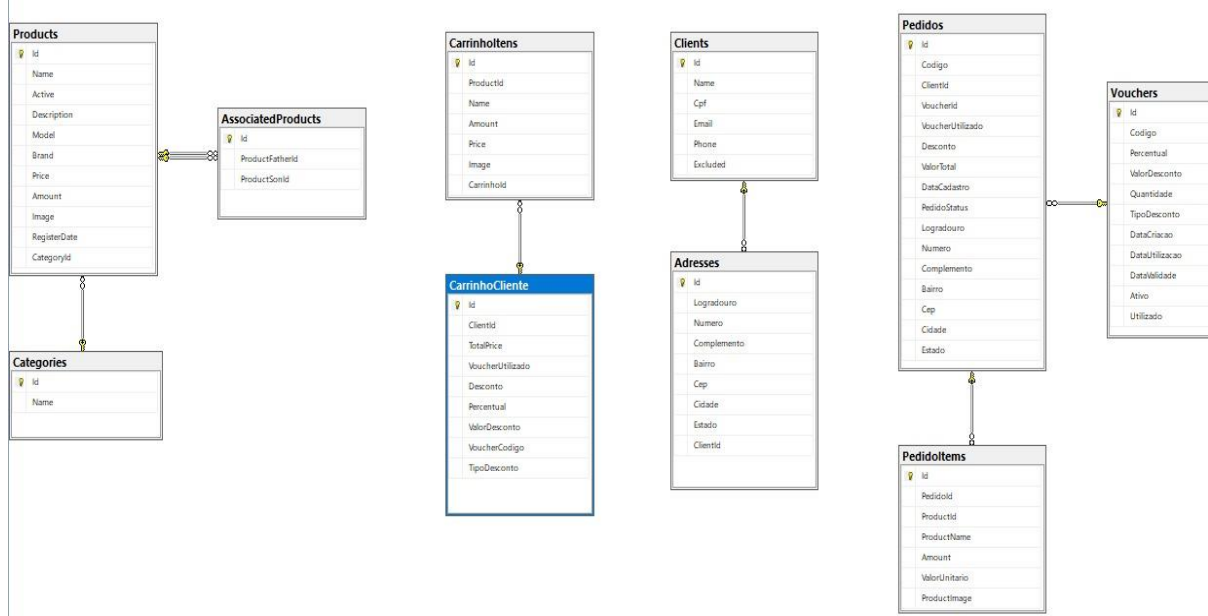 Products
Id
Name
Active
Description
Model
Brand
Price
Amount
Image
RegisterDate
CategoryId
Categories
Id
Name
AssociatedProducts
Id
ProductFatherId
ProductSonId
CarrinhoItens
Id
ProductId
Name
Amount
Price
Image
CarrinhoId
CarrinhoCliente
Id
ClientId
TotalPrice
VoucherUtilizado
Desconto
Percentual
ValorDesconto
VoucherCodigo
TipoDesconto
Clients
Id
Name
Cpf
Email
Phone
Excluded
Adresses
Id
Logradouro
Numero
Complemento
Bairro
Cep
Cidade
Estado
ClientId
Pedidos
Id
Codigo
ClientId
VoucherId
VoucherUtilizado
Desconto
ValorTotal
DataCadastro
PedidoStatus
Logradouro
Numero
Complemento
Bairro
Cep
Cidade
Estado
PedidoItems
Id
PedidoId
ProductId
ProductName
Amount
ValorUnitario
ProductImage
Vouchers
Id
Codigo
Percentual
ValorDesconto
Quantidade
TipoDesconto
DataCriacao
DataUtilizacao
DataValidade
Ativo
Utilizado